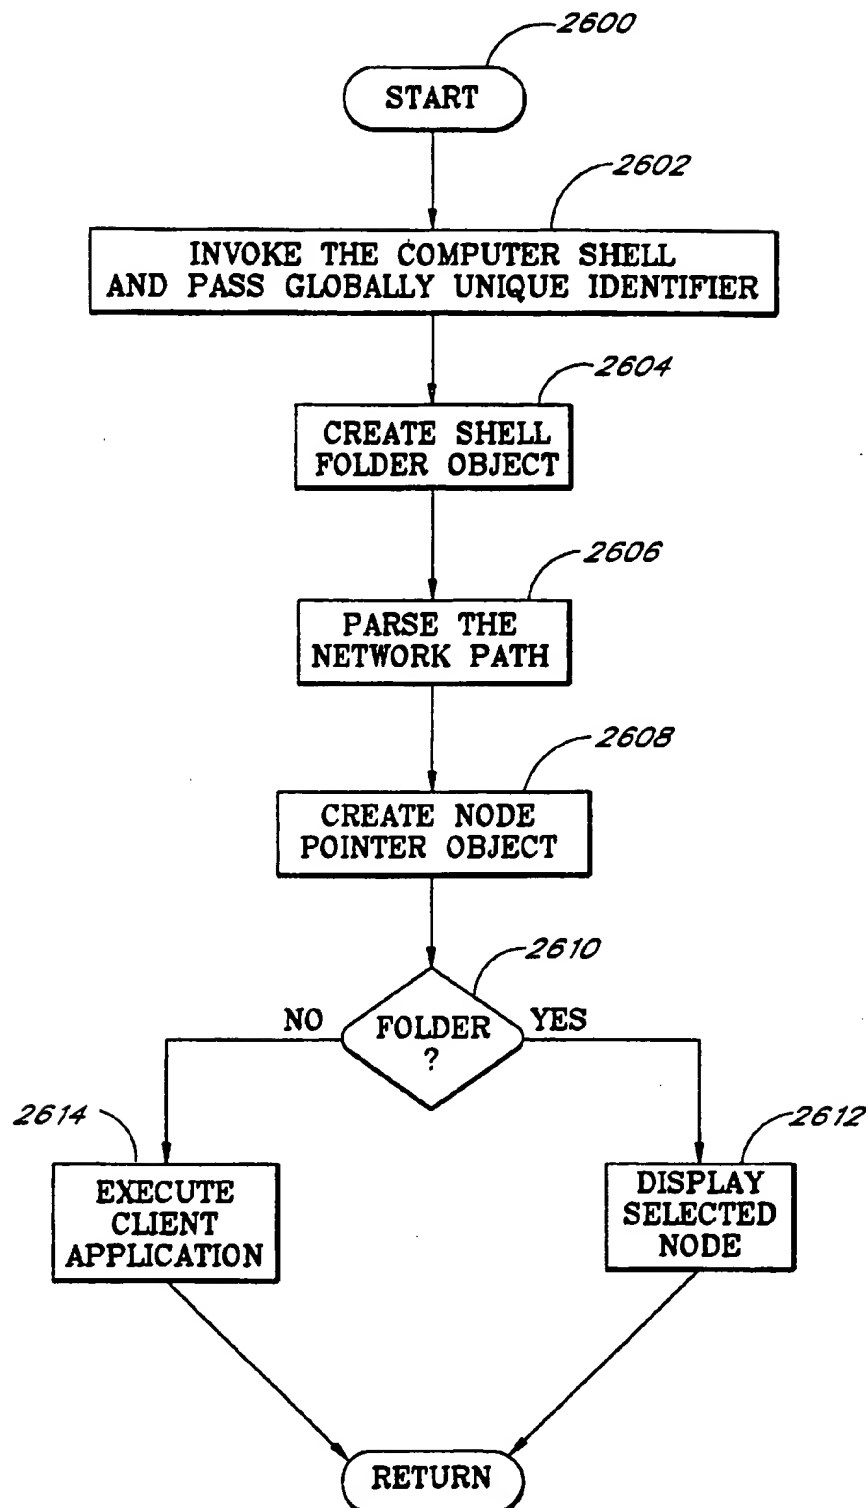 2600
START
2602
INVOKE THE COMPUTER SHELL
AND PASS GLOBALLY UNIQUE IDENTIFIER
2604
CREATE SHELL
FOLDER OBJECT
2606
PARSE THE
NETWORK PATH
2608
CREATE NODE
POINTER OBJECT
2610
NO
FOLDER
?
YES
2614
EXECUTE
CLIENT
APPLICATION
2612
DISPLAY
SELECTED
NODE
RETURN